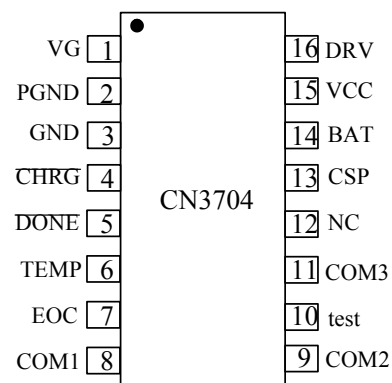 VG 1 16 DRV
PGND 2 15 VCC
GND 3 14 BAT
CHRG 4 13 CSP
CN3704
DONE 5 12 NC
TEMP 6 11 COM3
EOC 7 10 test
COM1 8 9 COM2